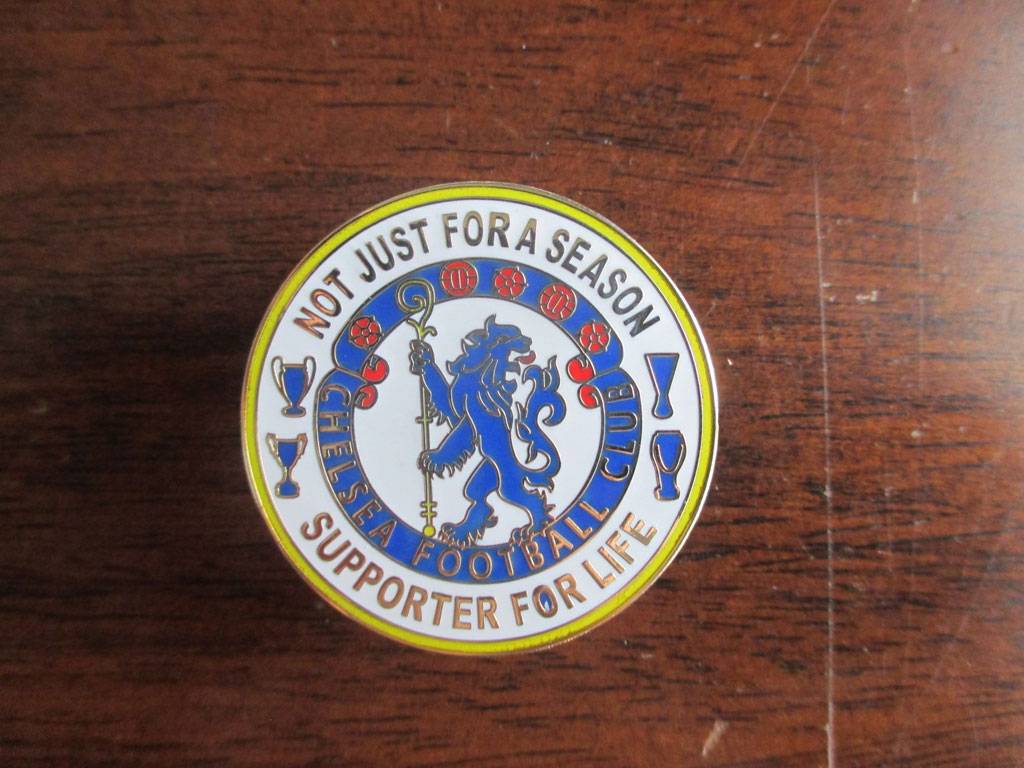 NOT JUST FOR A SEASON
CHELSEA FOOTBALL CLUB
SUPPORTER FOR LIFE